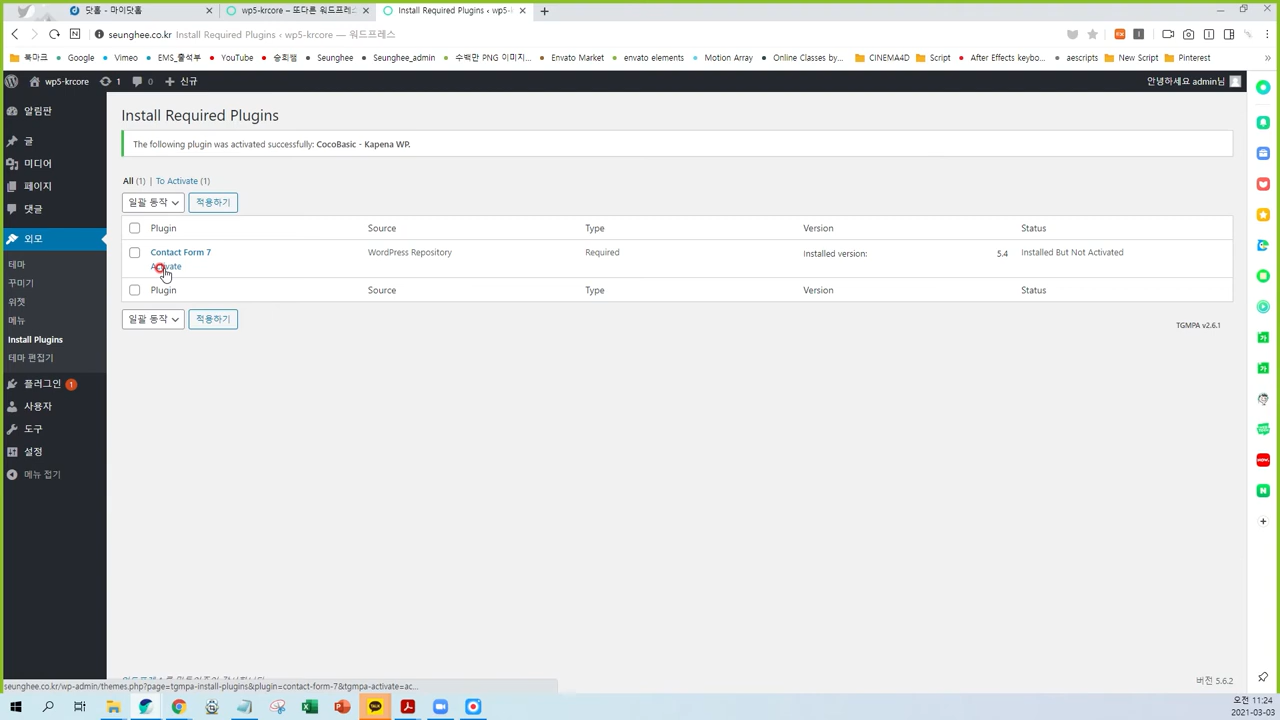 닷홈 - 마이닷홈
wp5-krcore – 또다른 워드프레스
Install Required Plugins ‹ wp5-
seunghee.co.kr Install Required Plugins ‹ wp5-krcore — 워드프레스
북마크 Google Vimeo EMS_출석부 YouTube 승희쌤 Seunghee Seunghee_admin 수백만 PNG 이미지... Envato Market envato elements Motion Array Online Classes by... CINEMA4D Script After Effects keybo... aescripts New Script Pinterest
wp5-krcore 1 0 신규
안녕하세요 admin님
알림판
글
미디어
페이지
댓글
외모
테마
꾸미기
위젯
메뉴
Install Plugins
테마 편집기
플러그인 1
사용자
도구
설정
메뉴 접기
Install Required Plugins
The following plugin was activated successfully: CocoBasic - Kapena WP.
All (1) | To Activate (1)
일괄 동작 적용하기
Plugin Source Type Version Status
Contact Form 7 WordPress Repository Required Installed version: 5.4 Installed But Not Activated
Activate
Plugin Source Type Version Status
일괄 동작 적용하기
TGMPA v2.6.1
버전 5.6.2
seunghee.co.kr/wp-admin/themes.php?page=tgmpa-install-plugins&plugin=contact-form-7&tgmpa-activate=ac...
오전 11:24
2021-03-03